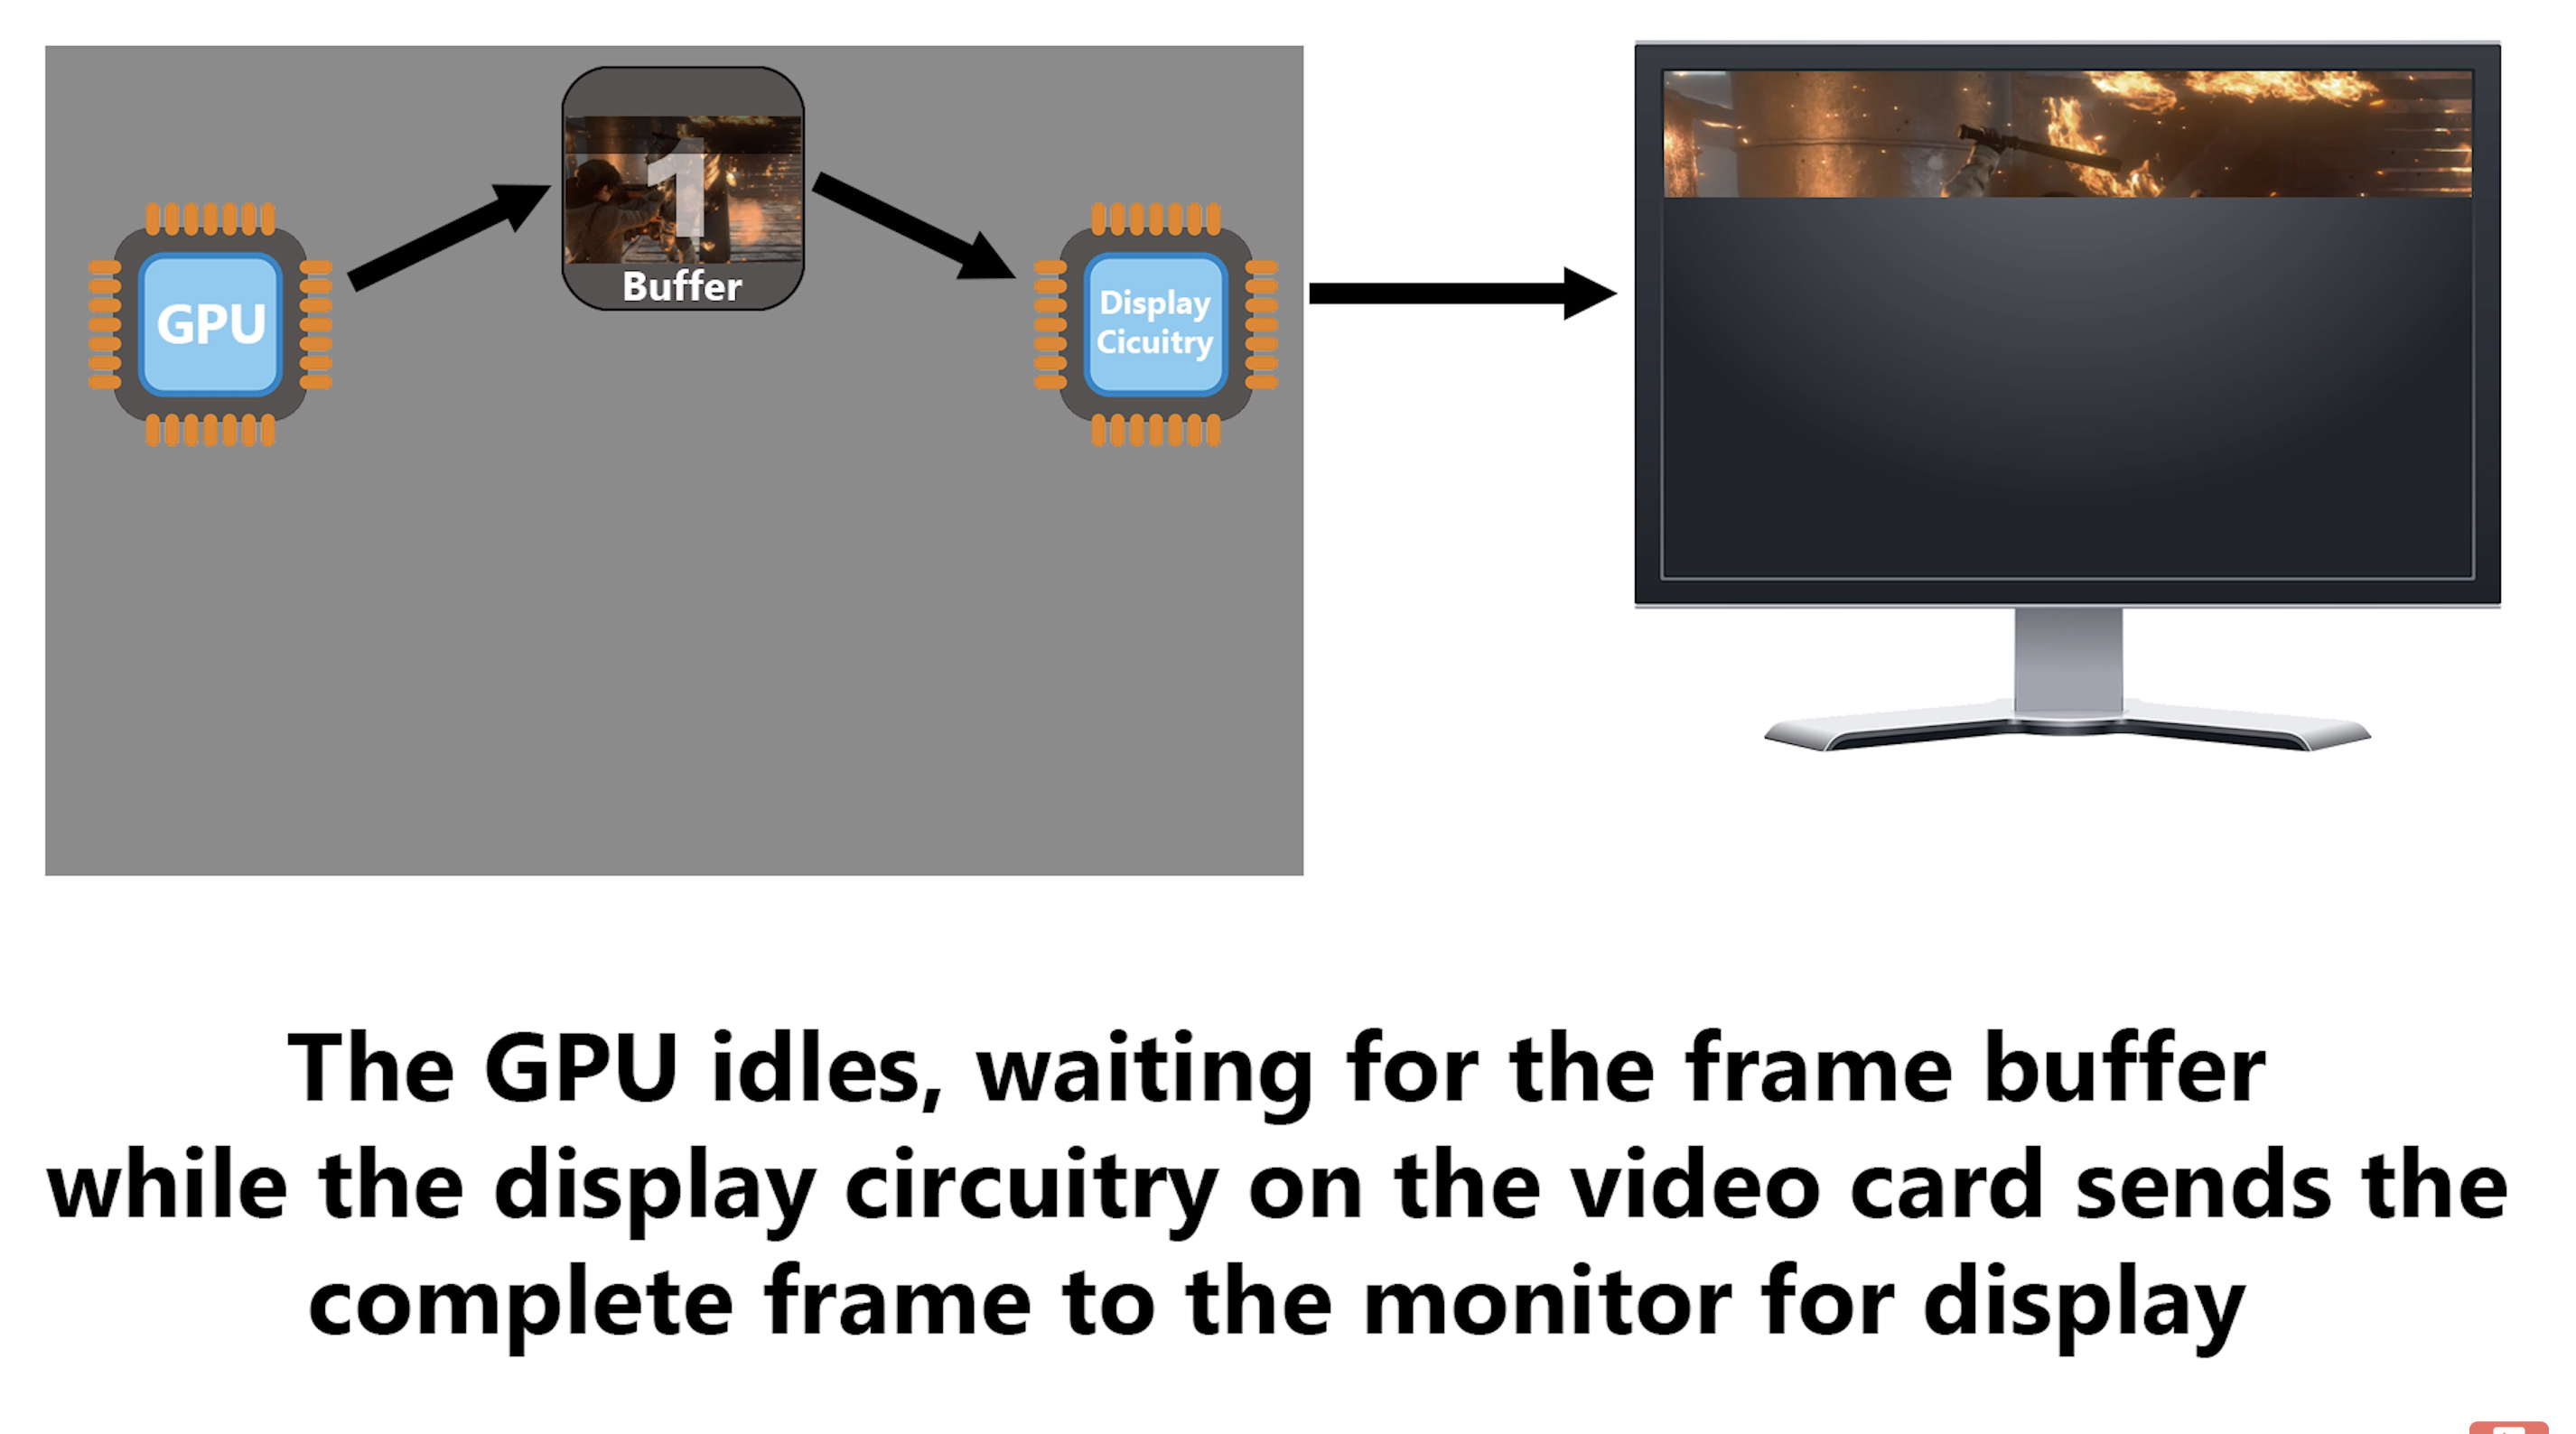 1
Buffer
GPU
Display
Cicuitry
The GPU idles, waiting for the frame buffer
while the display circuitry on the video card sends the
complete frame to the monitor for display